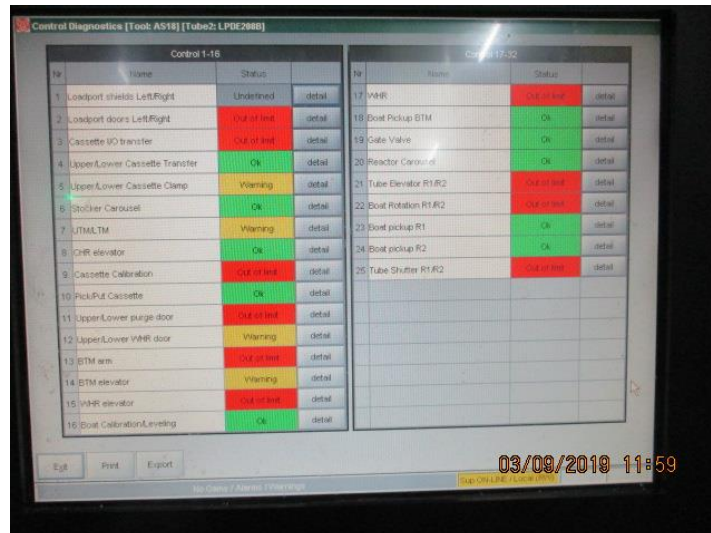 Control Diagnostics [Tool: AS18] [Tube2: LPDE200B]
Control 1-16
Nr Name Status
1 Loadport shields Left/Right Undefined detail
2 Loadport doors Left/Right Out of limit detail
3 Cassette I/O transfer Out of limit detail
4 Upper/Lower Cassette Transfer Ok detail
5 Upper/Lower Cassette Clamp Warning detail
6 Stocker Carousel Ok detail
7 UTM/LTM Warning detail
8 CHR elevator Ok detail
9 Cassette Calibration Out of limit detail
10 Pick/Put Cassette Ok detail
11 Upper/Lower purge door Out of limit detail
12 Upper/Lower WHR door Warning detail
13 BTM arm Out of limit detail
14 BTM elevator Warning detail
15 WHR elevator Out of limit detail
16 Boat Calibration/Leveling Ok detail
Control 17-32
Nr Name Status
17 WHR Out of limit detail
18 Boat Pickup BTM Ok detail
19 Gate Valve Ok detail
20 Reactor Carousel Ok detail
21 Tube Elevator R1/R2 Out of limit detail
22 Boat Rotation R1/R2 Out of limit detail
23 Boat pickup R1 Ok detail
24 Boat pickup R2 Ok detail
25 Tube Shutter R1/R2 Out of limit detail
Exit Print Export
No Gems / Alarms / Warnings
Sup ON-LINE / Local
03/09/2019 11:59